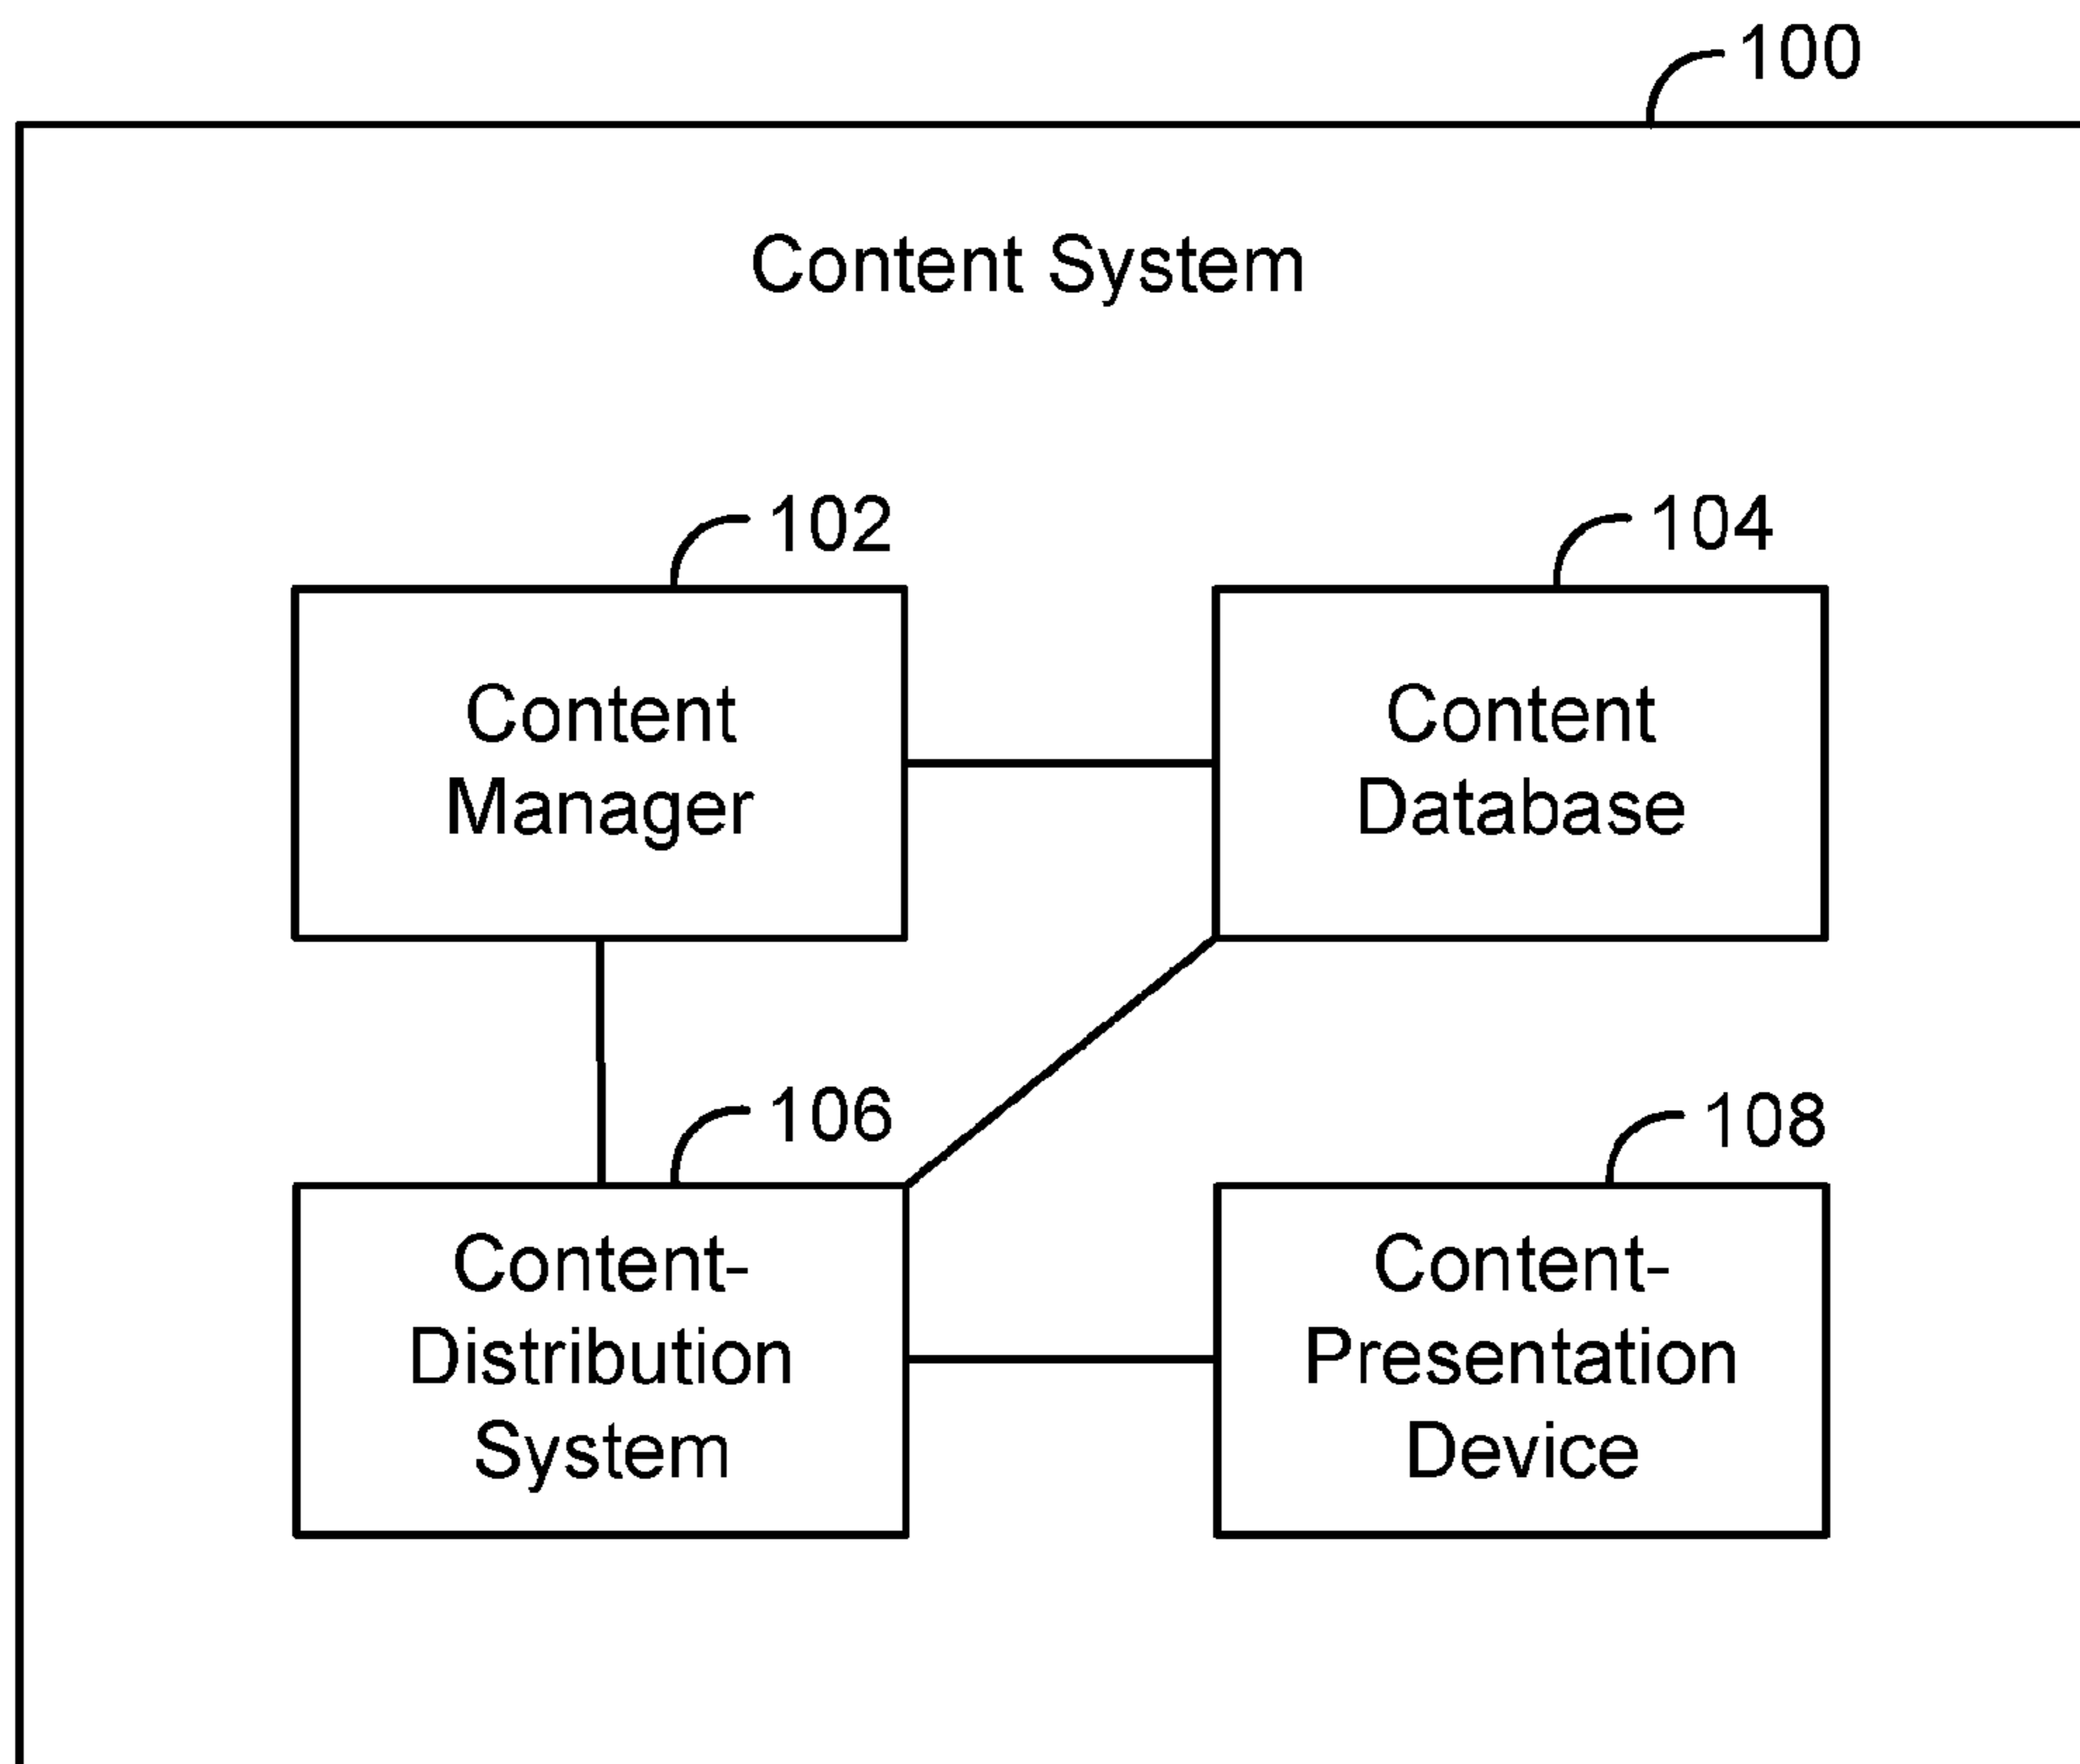 100
Content System
102
104
Content
Manager
Content
Database
106
108
Content-
Distribution
System
Content-
Presentation
Device